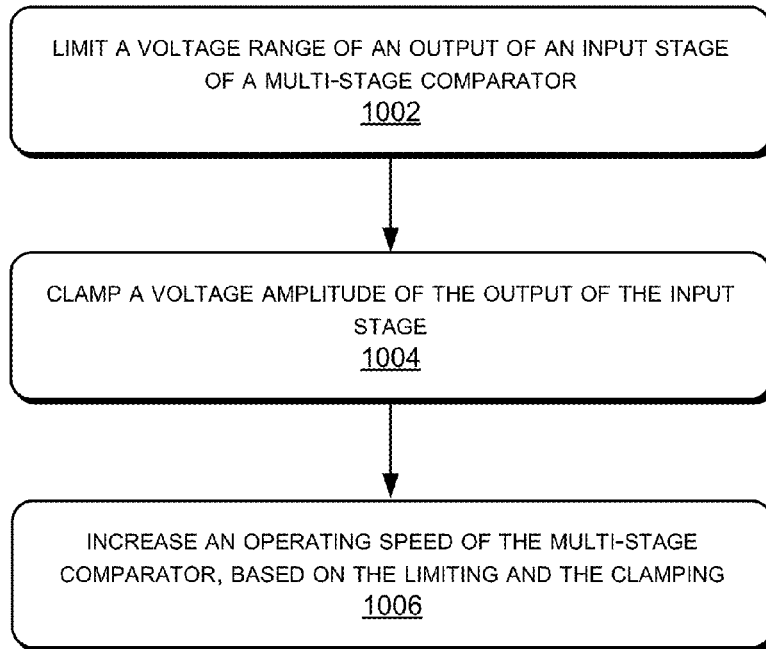 LIMIT A VOLTAGE RANGE OF AN OUTPUT OF AN INPUT STAGE
OF A MULTI-STAGE COMPARATOR
1002
CLAMP A VOLTAGE AMPLITUDE OF THE OUTPUT OF THE INPUT
STAGE
1004
INCREASE AN OPERATING SPEED OF THE MULTI-STAGE
COMPARATOR, BASED ON THE LIMITING AND THE CLAMPING
1006